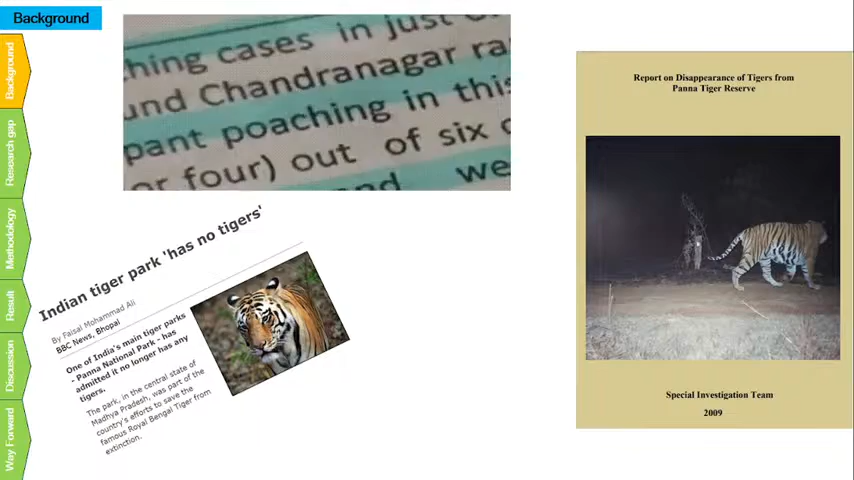 Background
Background
Research gap
Methodology
Result
Discussion
Way Forward
hing cases in just
und Chandranagar ra
pant poaching in this
or four) out of six
we
Indian tiger park 'has no tigers'
By Faisal Mohammad Ali
BBC News, Bhopal
One of India's main tiger parks
- Panna National Park - has
admitted it no longer has any
tigers.
The park, in the central state of
Madhya Pradesh, was part of the
country's efforts to save the
famous Royal Bengal Tiger from
extinction.
Report on Disappearance of Tigers from
Panna Tiger Reserve
Special Investigation Team
2009